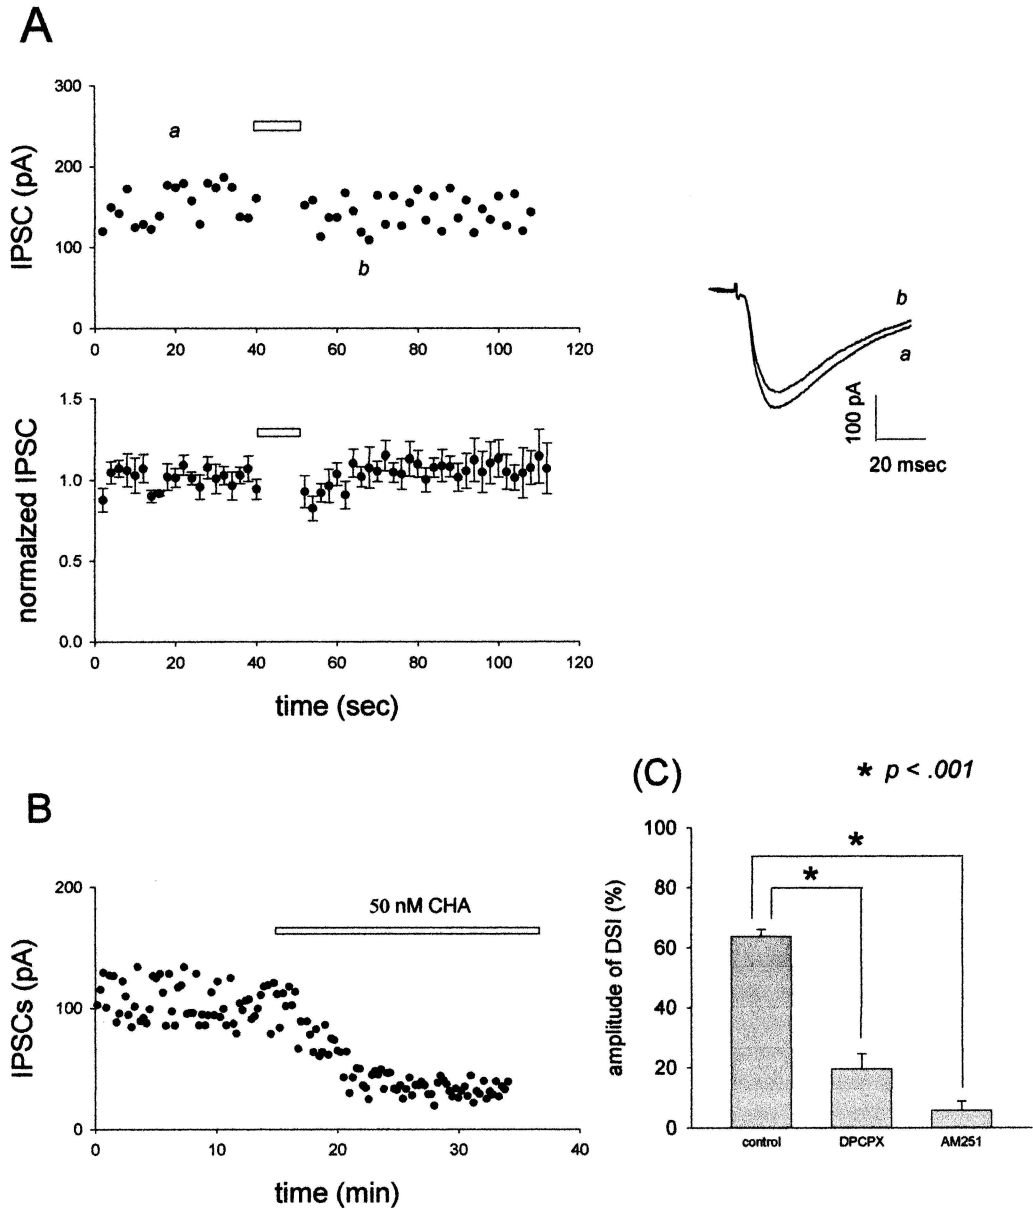 A
300
200
100
0
IPSC (pA)
a
b
0 20 40 60 80 100 120
b
a
100 pA
20 msec
1.5
1.0
0.5
0.0
normalzed IPSC
0 20 40 60 80 100 120
time (sec)
B
200
100
0
IPSCs (pA)
50 nM CHA
0 10 20 30 40
time (min)
(C)
* p < .001
100
80
60
40
20
0
amplitude of DSI (%)
*
*
control DPCPX AM251